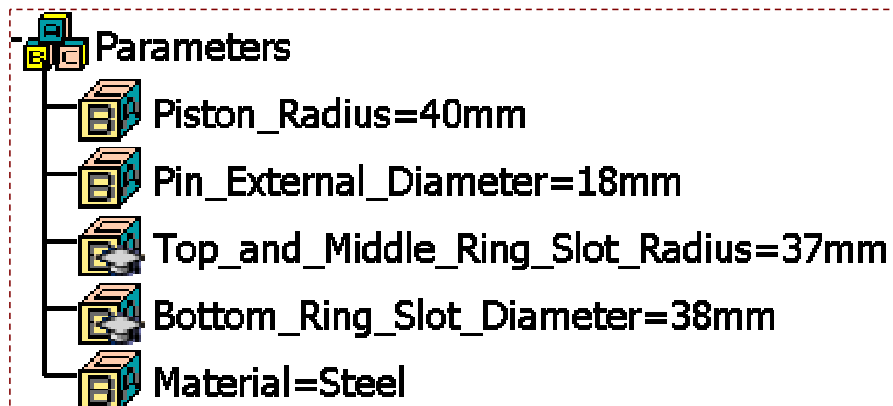 Parameters
Piston_Radius=40mm
Pin_External_Diameter=18mm
Top_and_Middle_Ring_Slot_Radius=37mm
Bottom_Ring_Slot_Diameter=38mm
Material=Steel